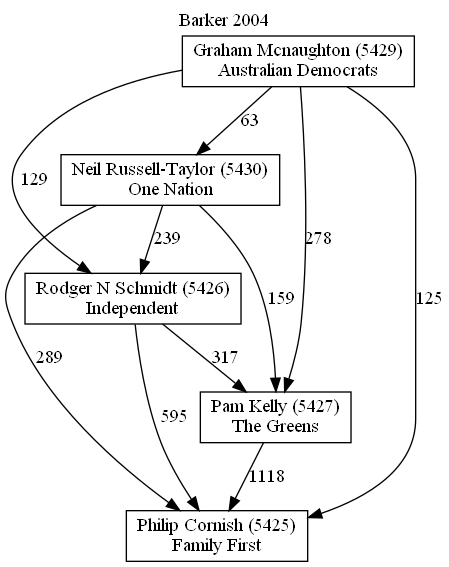 Barker 2004
Graham Mcnaughton (5429)
Australian Democrats
63
Neil Russell-Taylor (5430)
One Nation
129
239
278
Rodger N Schmidt (5426)
Independent
159
125
289
317
Pam Kelly (5427)
The Greens
595
1118
Philip Cornish (5425)
Family First